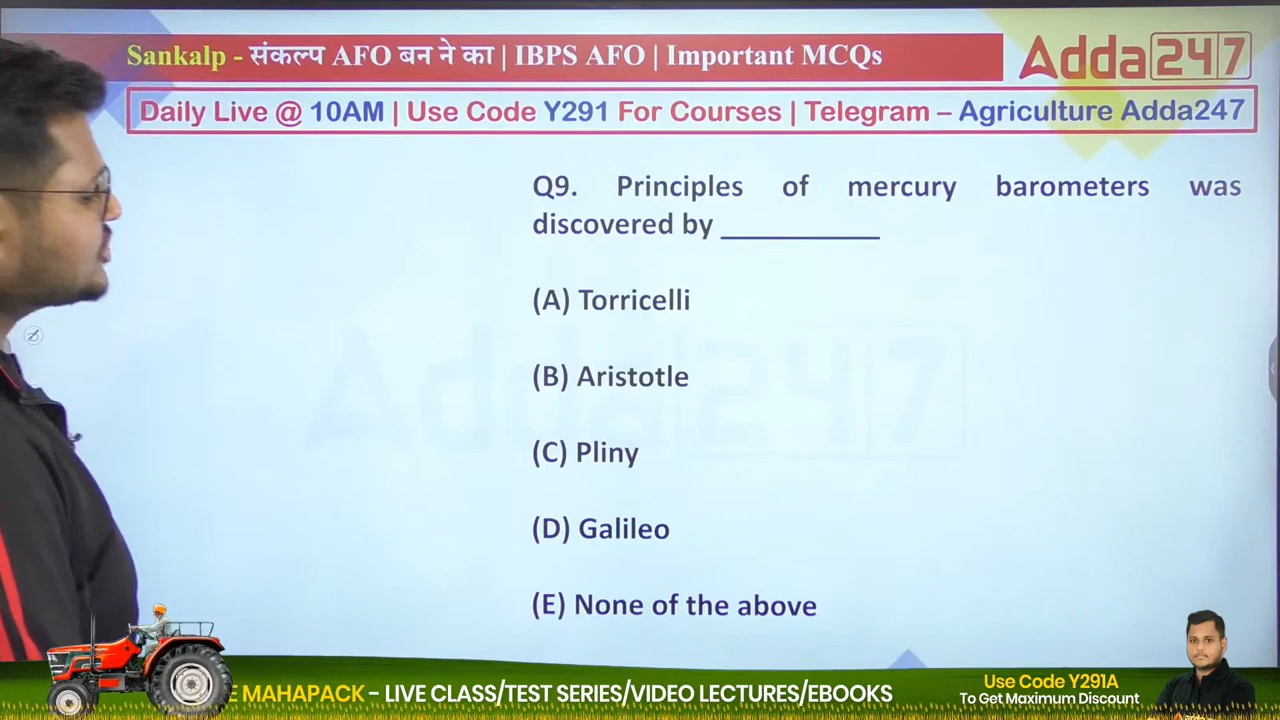 Sankalp - संकल्प AFO बन ने का | IBPS AFO | Important MCQs
Adda247
Daily Live @ 10AM | Use Code Y291 For Courses | Telegram – Agriculture Adda247
Q9. Principles of mercury barometers was
discovered by ___________
(A) Torricelli
(B) Aristotle
(C) Pliny
(D) Galileo
(E) None of the above
Adda247
E MAHAPACK - LIVE CLASS/TEST SERIES/VIDEO LECTURES/EBOOKS
Use Code Y291A
To Get Maximum Discount